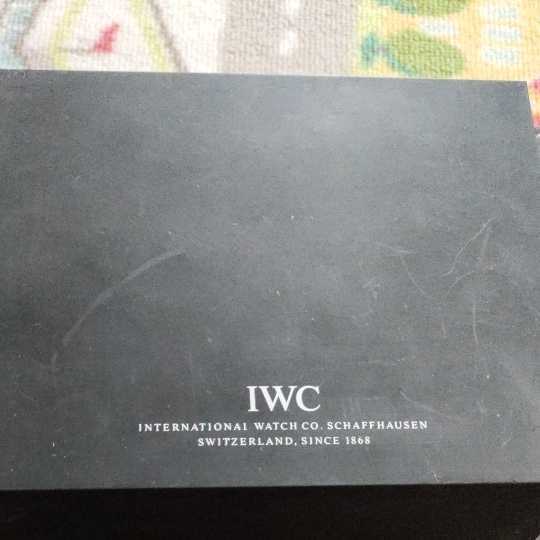 IWC
INTERNATIONAL WATCH CO. SCHAFFHAUSEN
SWITZERLAND, SINCE 1868